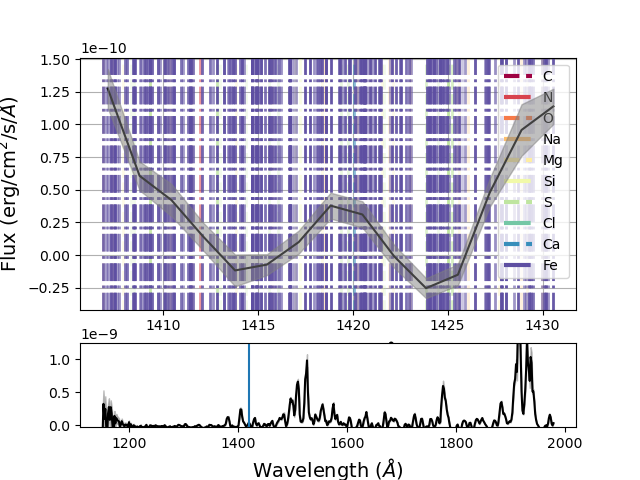 1e−10
Flux (erg/cm²/s/Å)
1.50
1.25
1.00
0.75
0.50
0.25
0.00
−0.25
C
N
O
Na
Mg
Si
S
Cl
Ca
Fe
1410 1415 1420 1425 1430
1e−9
1.0
0.5
0.0
1200 1400 1600 1800 2000
Wavelength (Å)